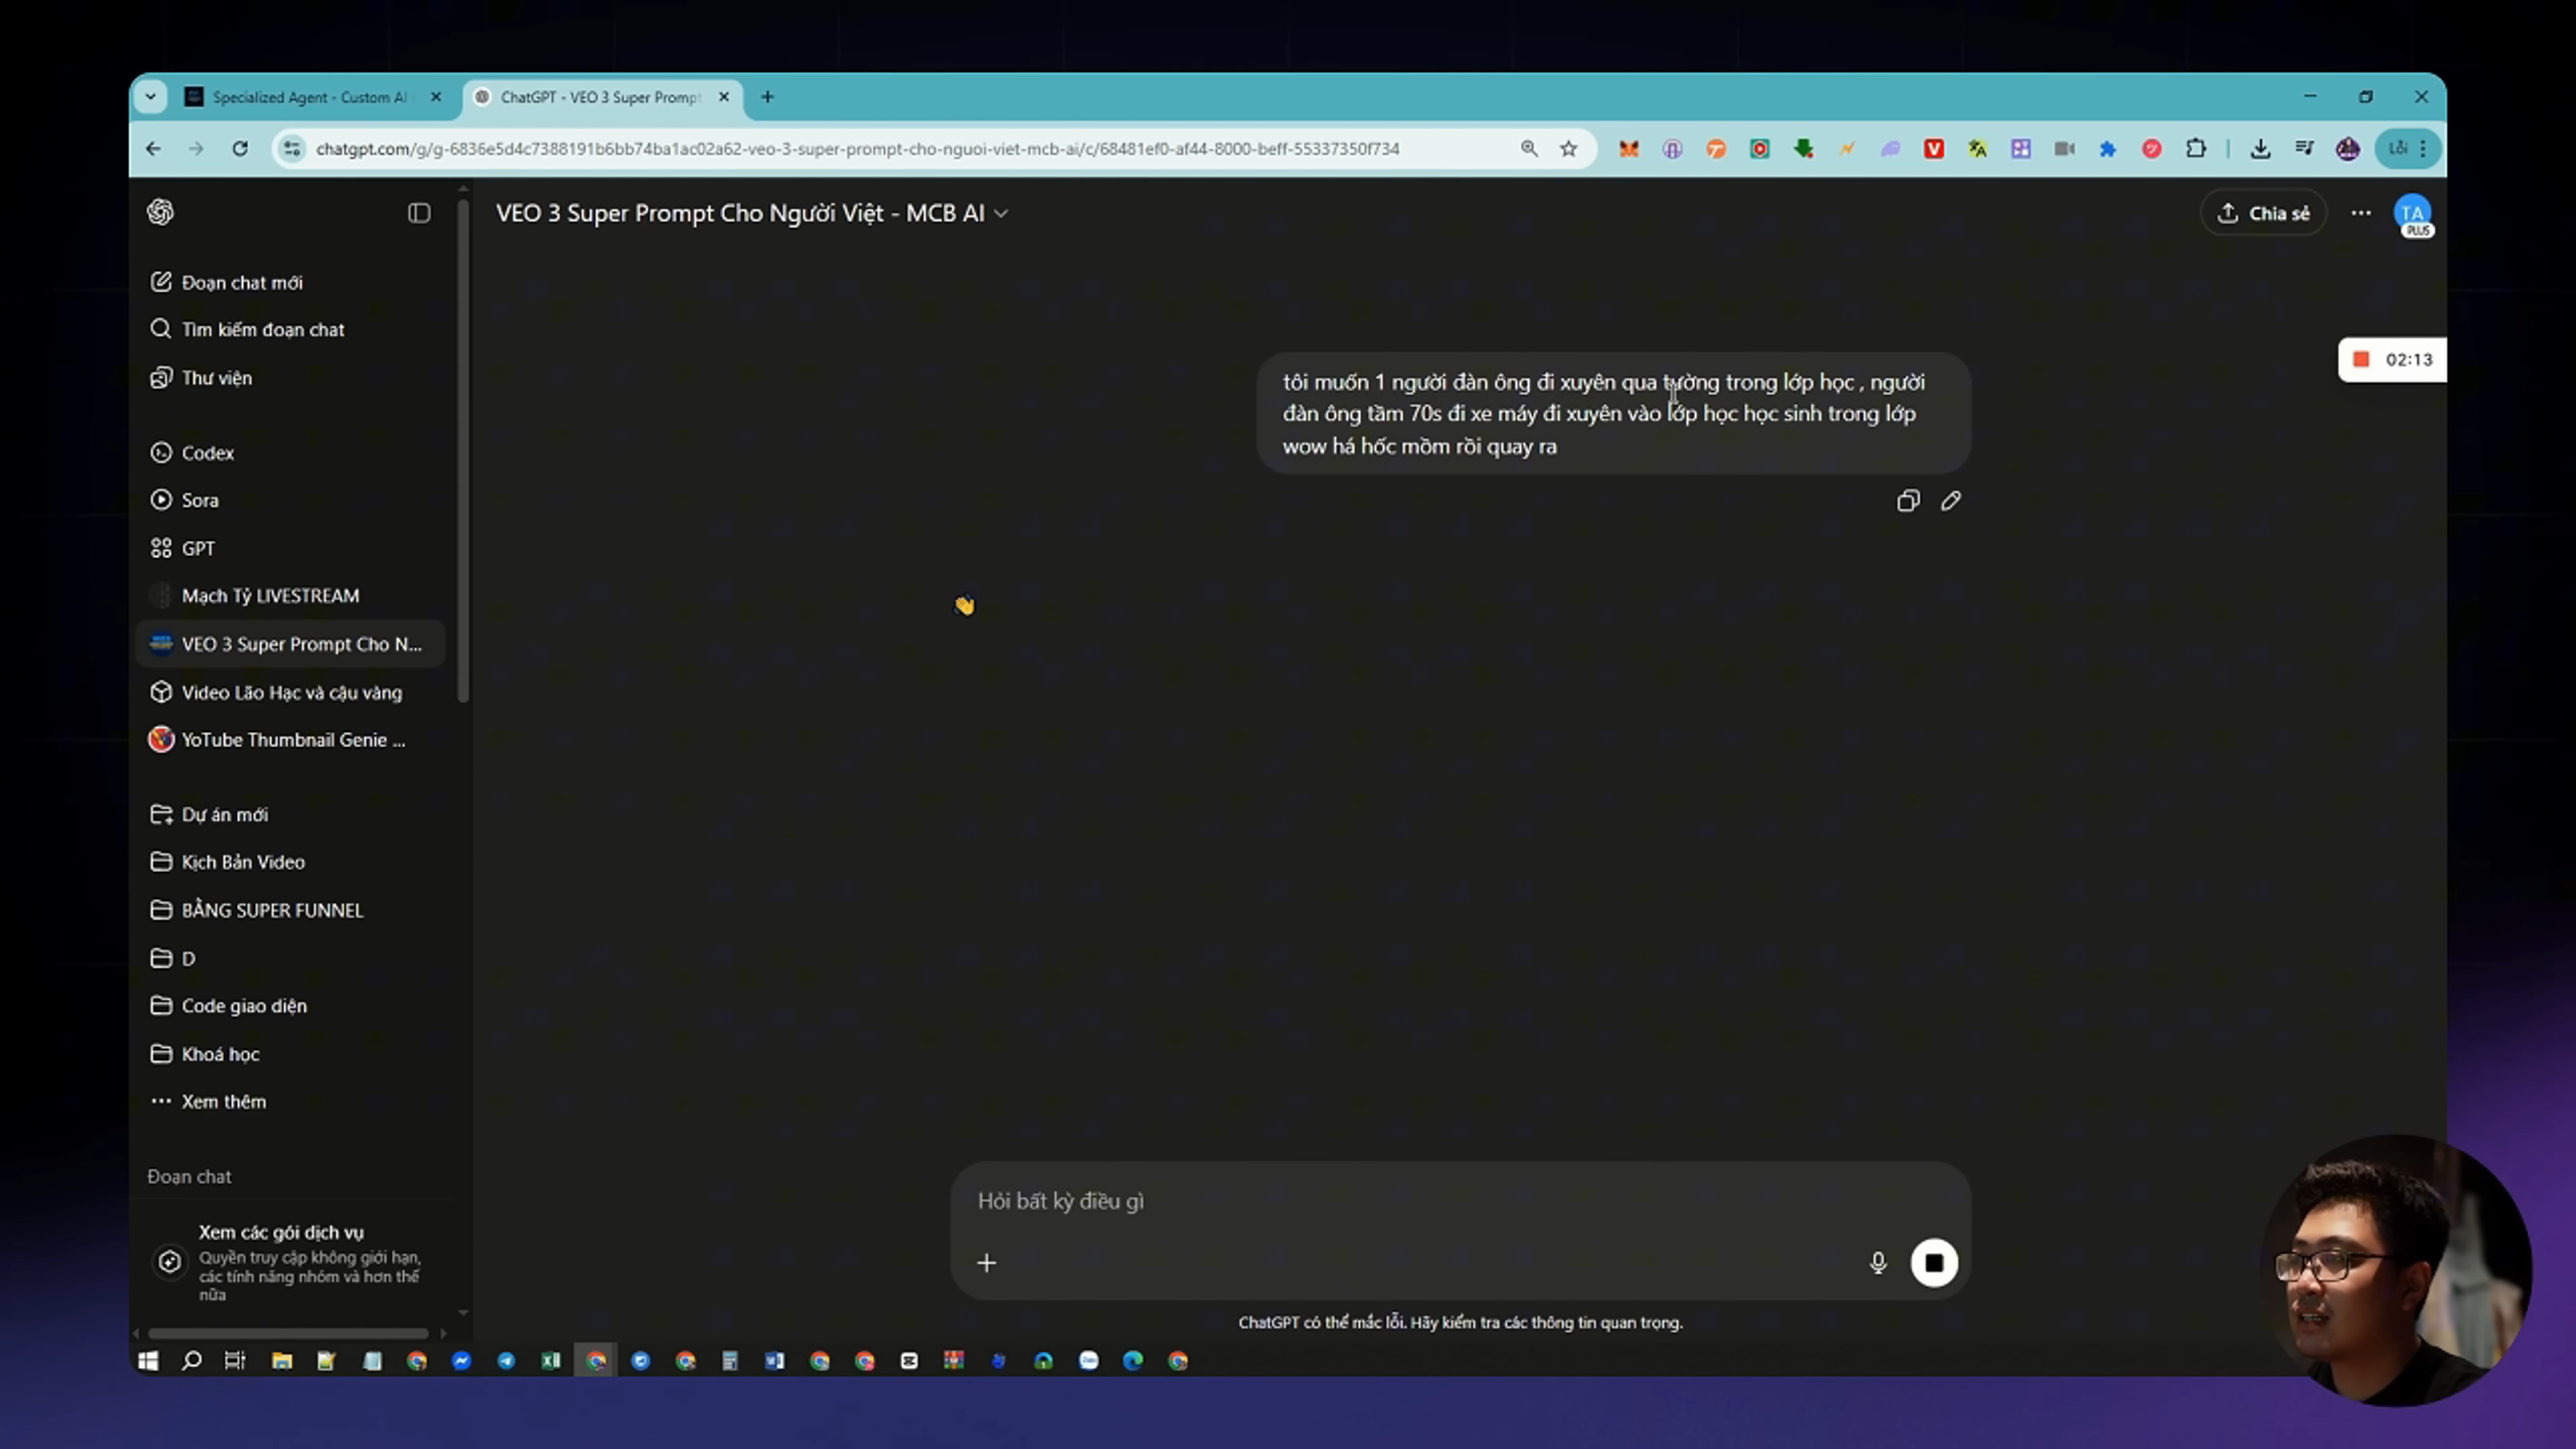 Specialized Agent - Custom AI
ChatGPT - VEO 3 Super Prompt
chatgpt.com/g/g-6836e5d4c7388191b6bb74ba1ac02a62-veo-3-super-prompt-cho-nguoi-viet-mcb-ai/c/68481ef0-af44-8000-beff-55337350f734
Lỗi
VEO 3 Super Prompt Cho Người Việt - MCB AI
Chia sẻ
TA
PLUS
Đoạn chat mới
Tìm kiếm đoạn chat
Thư viện
02:13
tôi muốn 1 người đàn ông đi xuyên qua tường trong lớp học , người
đàn ông tầm 70s đi xe máy đi xuyên vào lớp học học sinh trong lớp
wow há hốc mồm rồi quay ra
Codex
Sora
GPT
Mạch Tỷ LIVESTREAM
VEO 3 Super Prompt Cho N...
Video Lão Hạc và cậu vàng
YoTube Thumbnail Genie ...
Dự án mới
Kịch Bản Video
BẰNG SUPER FUNNEL
D
Code giao diện
Khoá học
Xem thêm
Đoạn chat
Xem các gói dịch vụ
Quyền truy cập không giới hạn,
các tính năng nhóm và hơn thế
nữa
Hỏi bất kỳ điều gì
ChatGPT có thể mắc lỗi. Hãy kiểm tra các thông tin quan trọng.